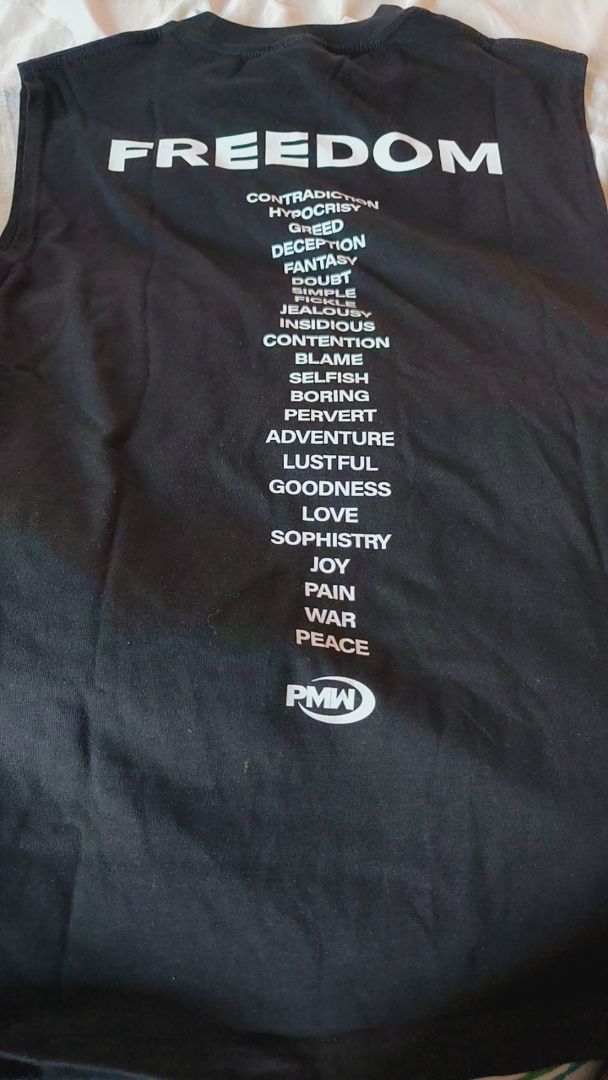 FREEDOM
CONTRADICTION
HYPOCRISY
GREED
DECEPTION
FANTASY
DOUBT
SIMPLE
FICKLE
JEALOUSY
INSIDIOUS
CONTENTION
BLAME
SELFISH
BORING
PERVERT
ADVENTURE
LUSTFUL
GOODNESS
LOVE
SOPHISTRY
JOY
PAIN
WAR
PEACE
PMW